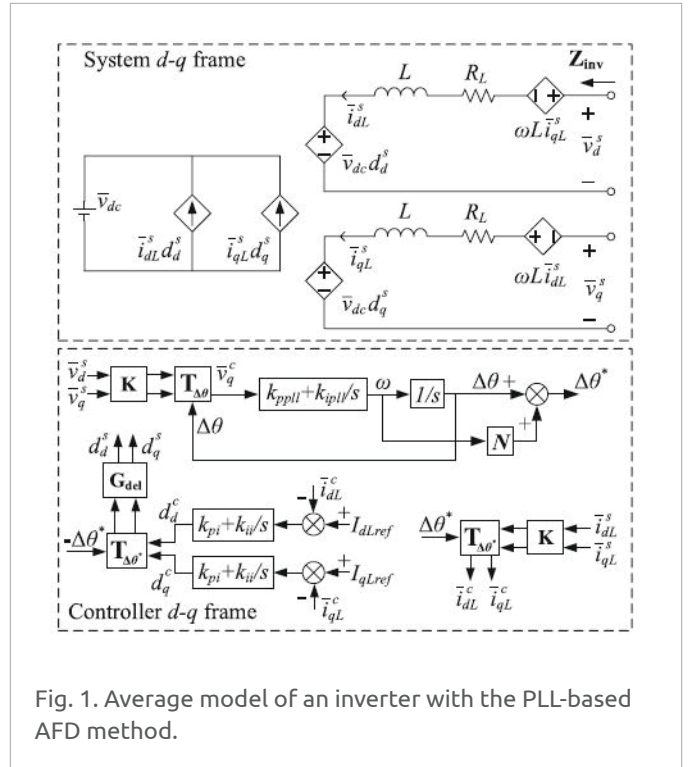 System d-q frame
L
R_L
Z_inv
ī^s_dL
ωLī^s_qL
+
v̄^s_d
−
v̄_dc d^s_d
v̄_dc
ī^s_dL d^s_d
ī^s_qL d^s_q
L
R_L
ī^s_qL
ωLī^s_dL
+
v̄^s_q
−
v̄_dc d^s_q
v̄^s_d
v̄^s_q
K
T_Δθ
v̄^c_q
k_ppll+k_ipll/s
ω
1/s
Δθ +
Δθ*
Δθ
N
+
d^s_d d^s_q
G_del
-Δθ*
T_Δθ*
d^c_d
k_pi+k_ii/s
- ī^c_dL
+ I_dLref
d^c_q
k_pi+k_ii/s
+ I_qLref
- ī^c_qL
Δθ*
T_Δθ*
K
ī^s_dL
ī^s_qL
ī^c_dL ī^c_qL
Controller d-q frame
Fig. 1. Average model of an inverter with the PLL-based
AFD method.